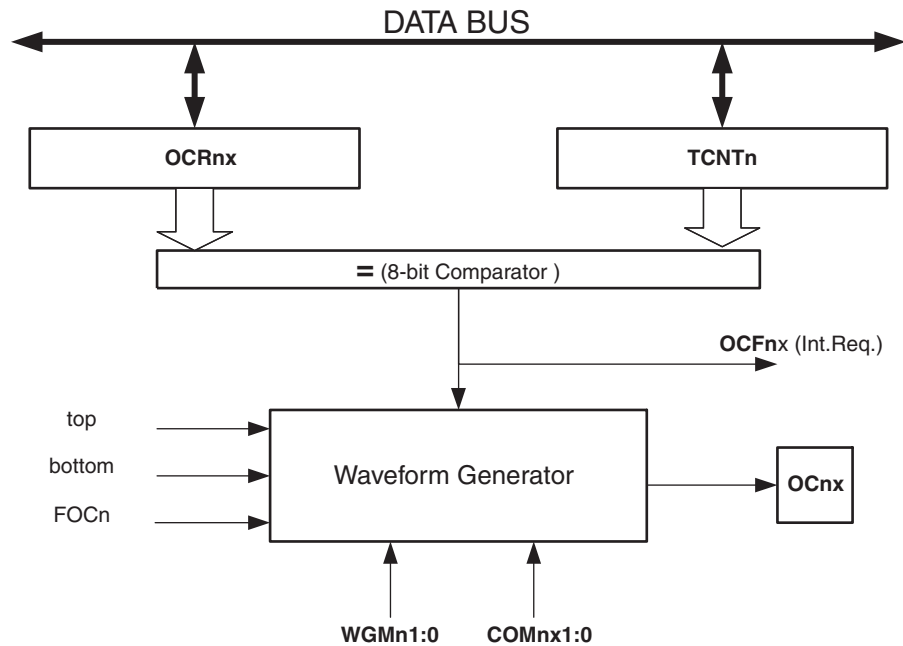 DATA BUS
OCRnx
TCNTn
= (8-bit Comparator )
OCFnx (Int.Req.)
top
bottom
FOCn
Waveform Generator
OCnx
WGMn1:0
COMnx1:0